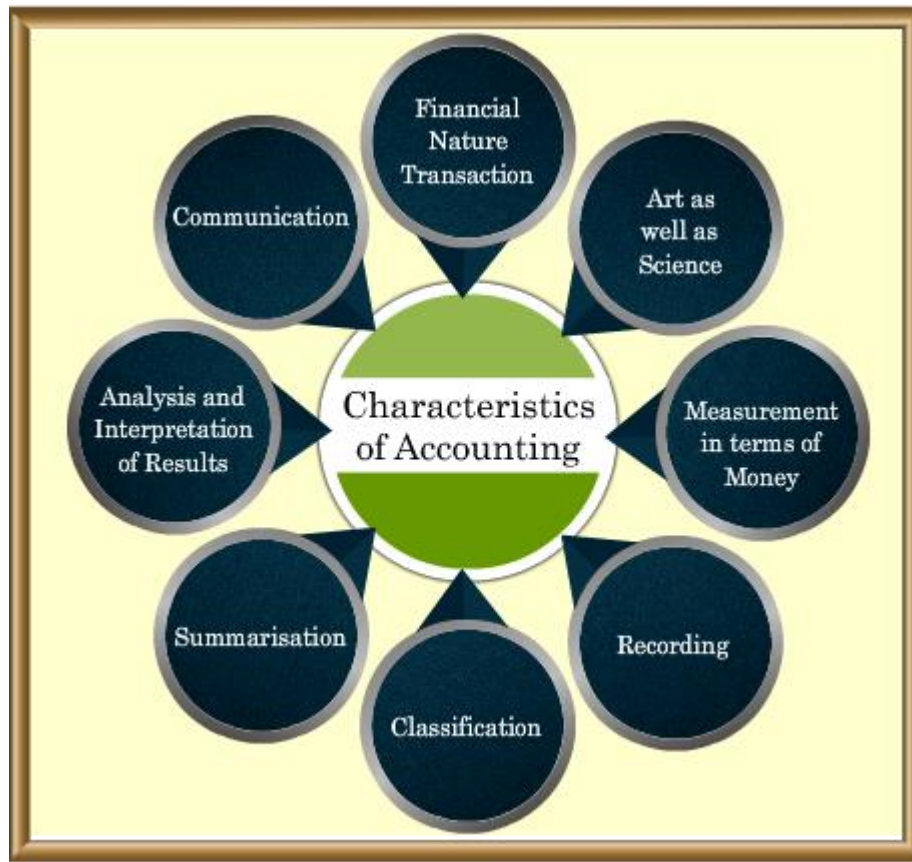 Characteristics
of Accounting
Financial
Nature
Transaction
Art as
well as
Science
Measurement
in terms of
Money
Recording
Classification
Summarisation
Analysis and
Interpretation
of Results
Communication